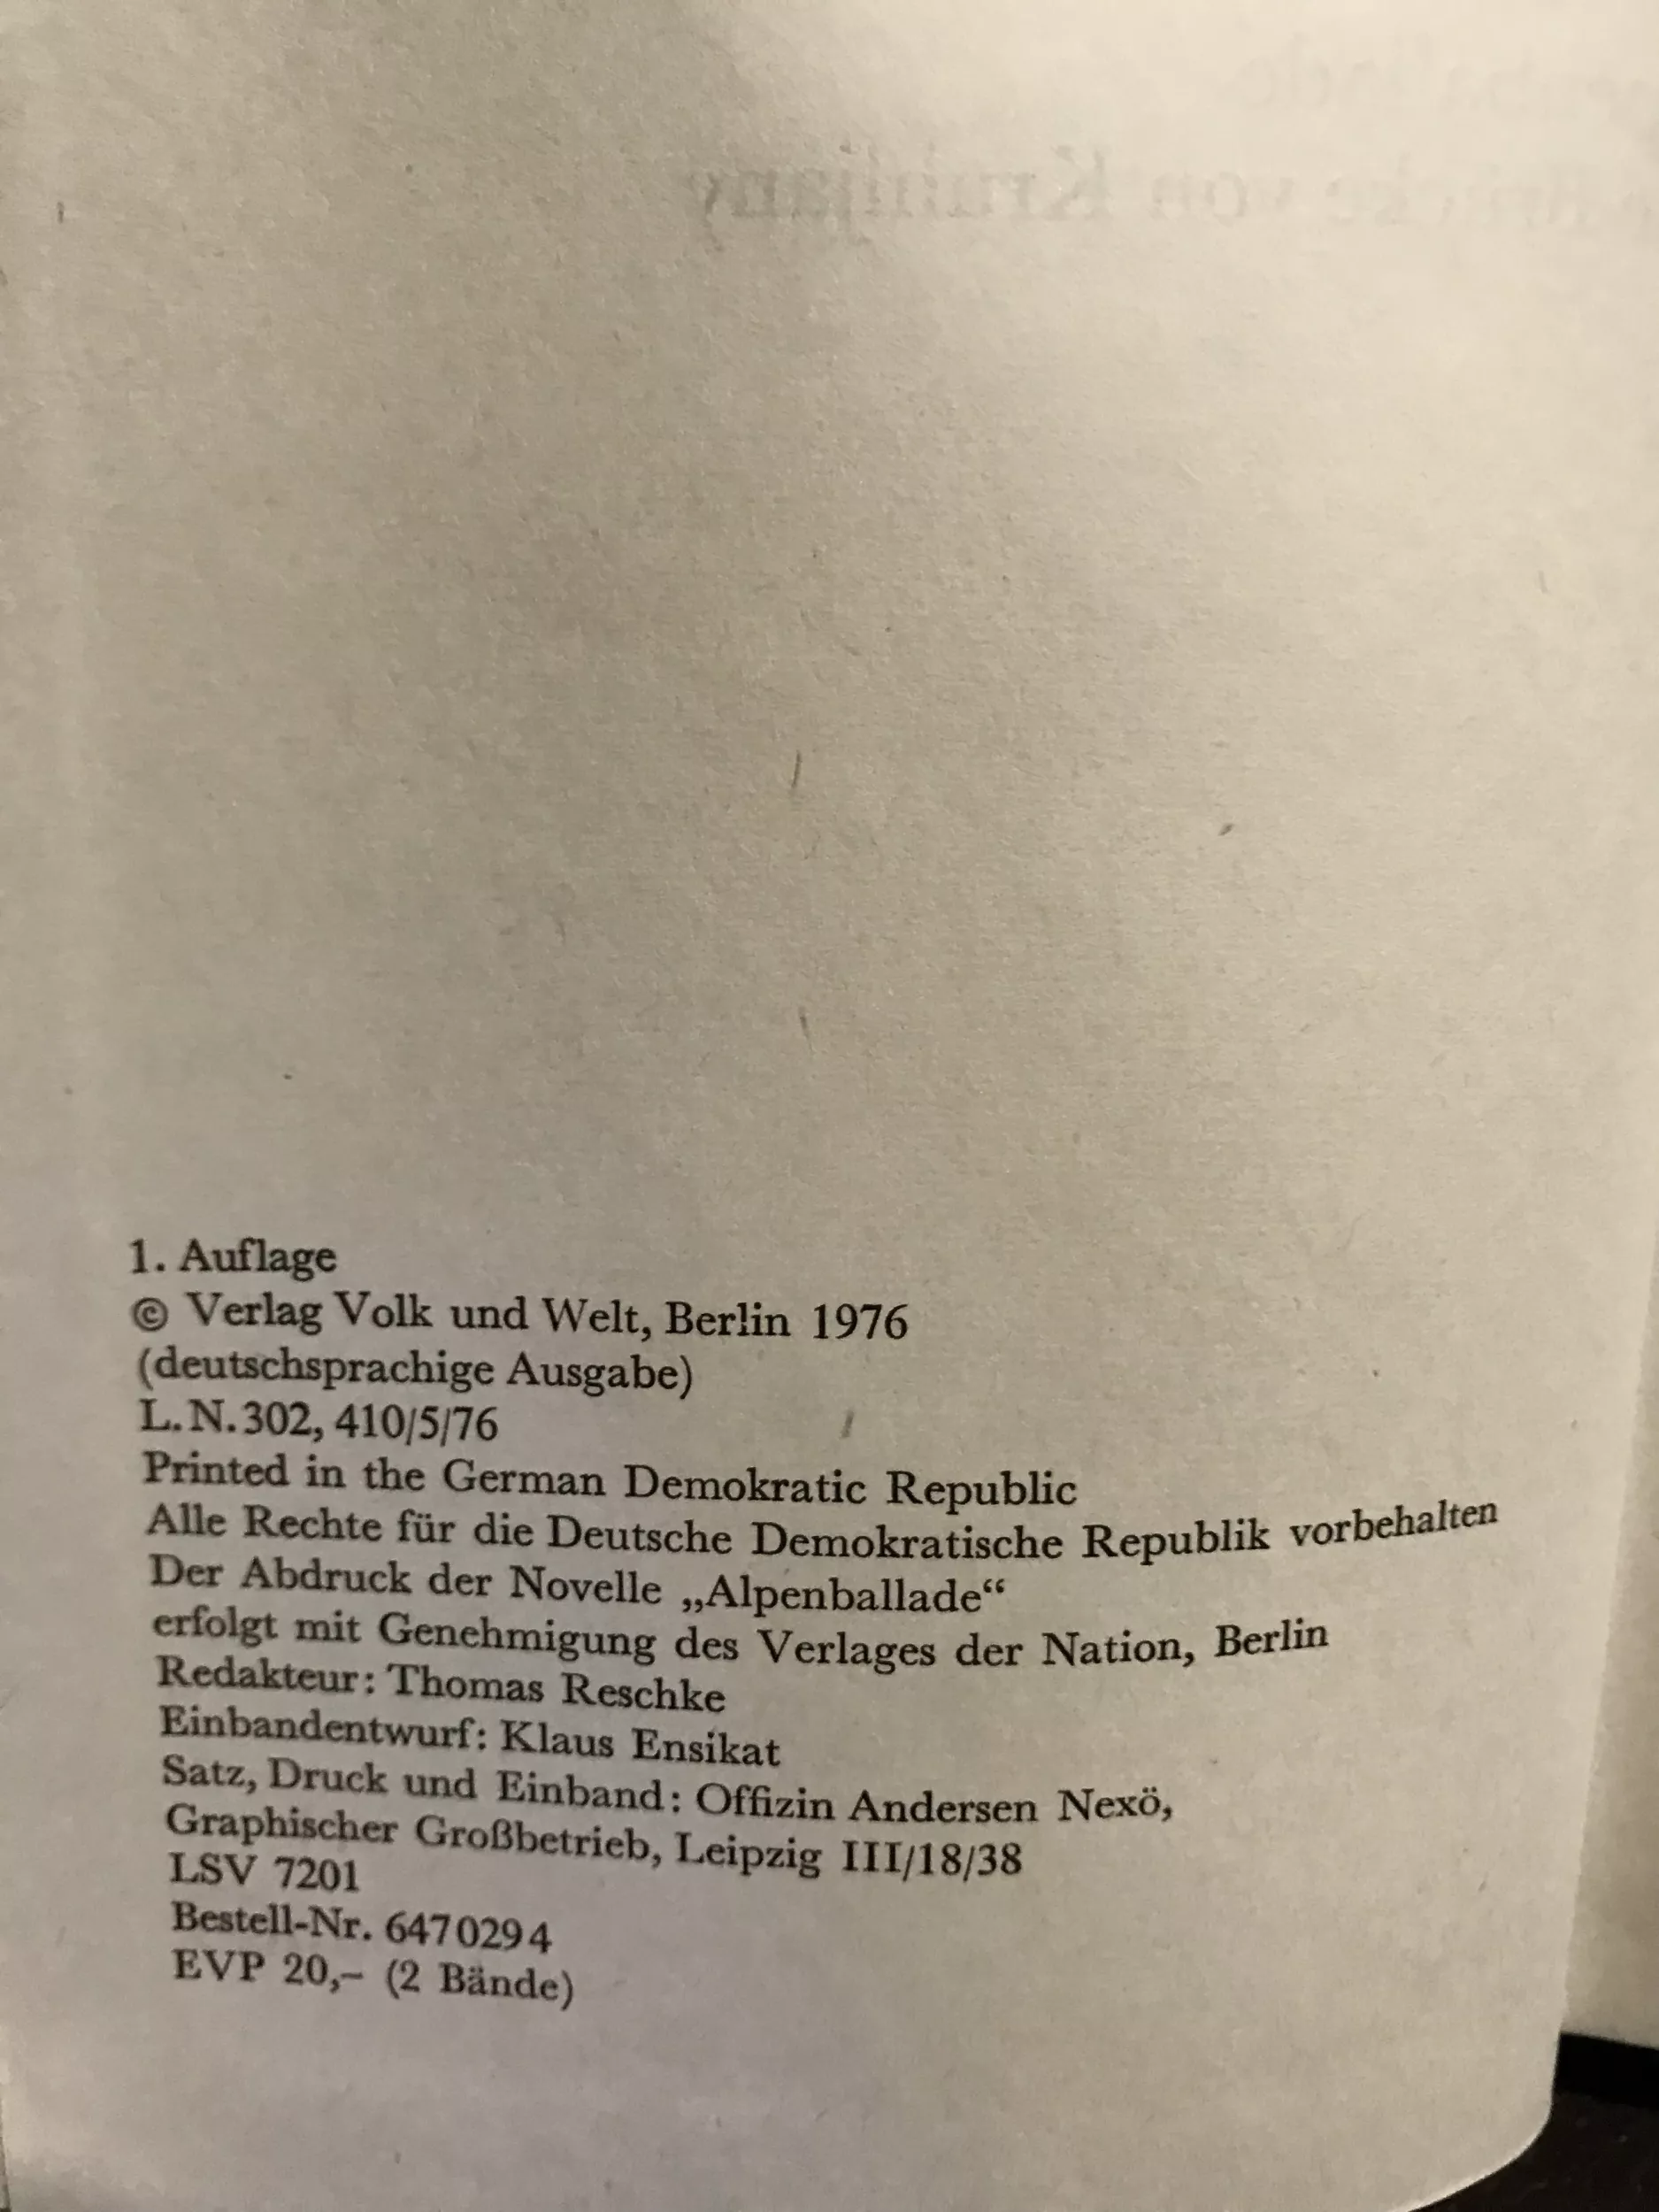 1. Auflage
© Verlag Volk und Welt, Berlin 1976
(deutschsprachige Ausgabe)
L.N.302, 410/5/76
Printed in the German Demokratic Republic
Alle Rechte für die Deutsche Demokratische Republik vorbehalten
Der Abdruck der Novelle „Alpenballade“
erfolgt mit Genehmigung des Verlages der Nation, Berlin
Redakteur: Thomas Reschke
Einbandentwurf: Klaus Ensikat
Satz, Druck und Einband: Offizin Andersen Nexö,
Graphischer Großbetrieb, Leipzig III/18/38
LSV 7201
Bestell-Nr. 6470294
EVP 20,– (2 Bände)